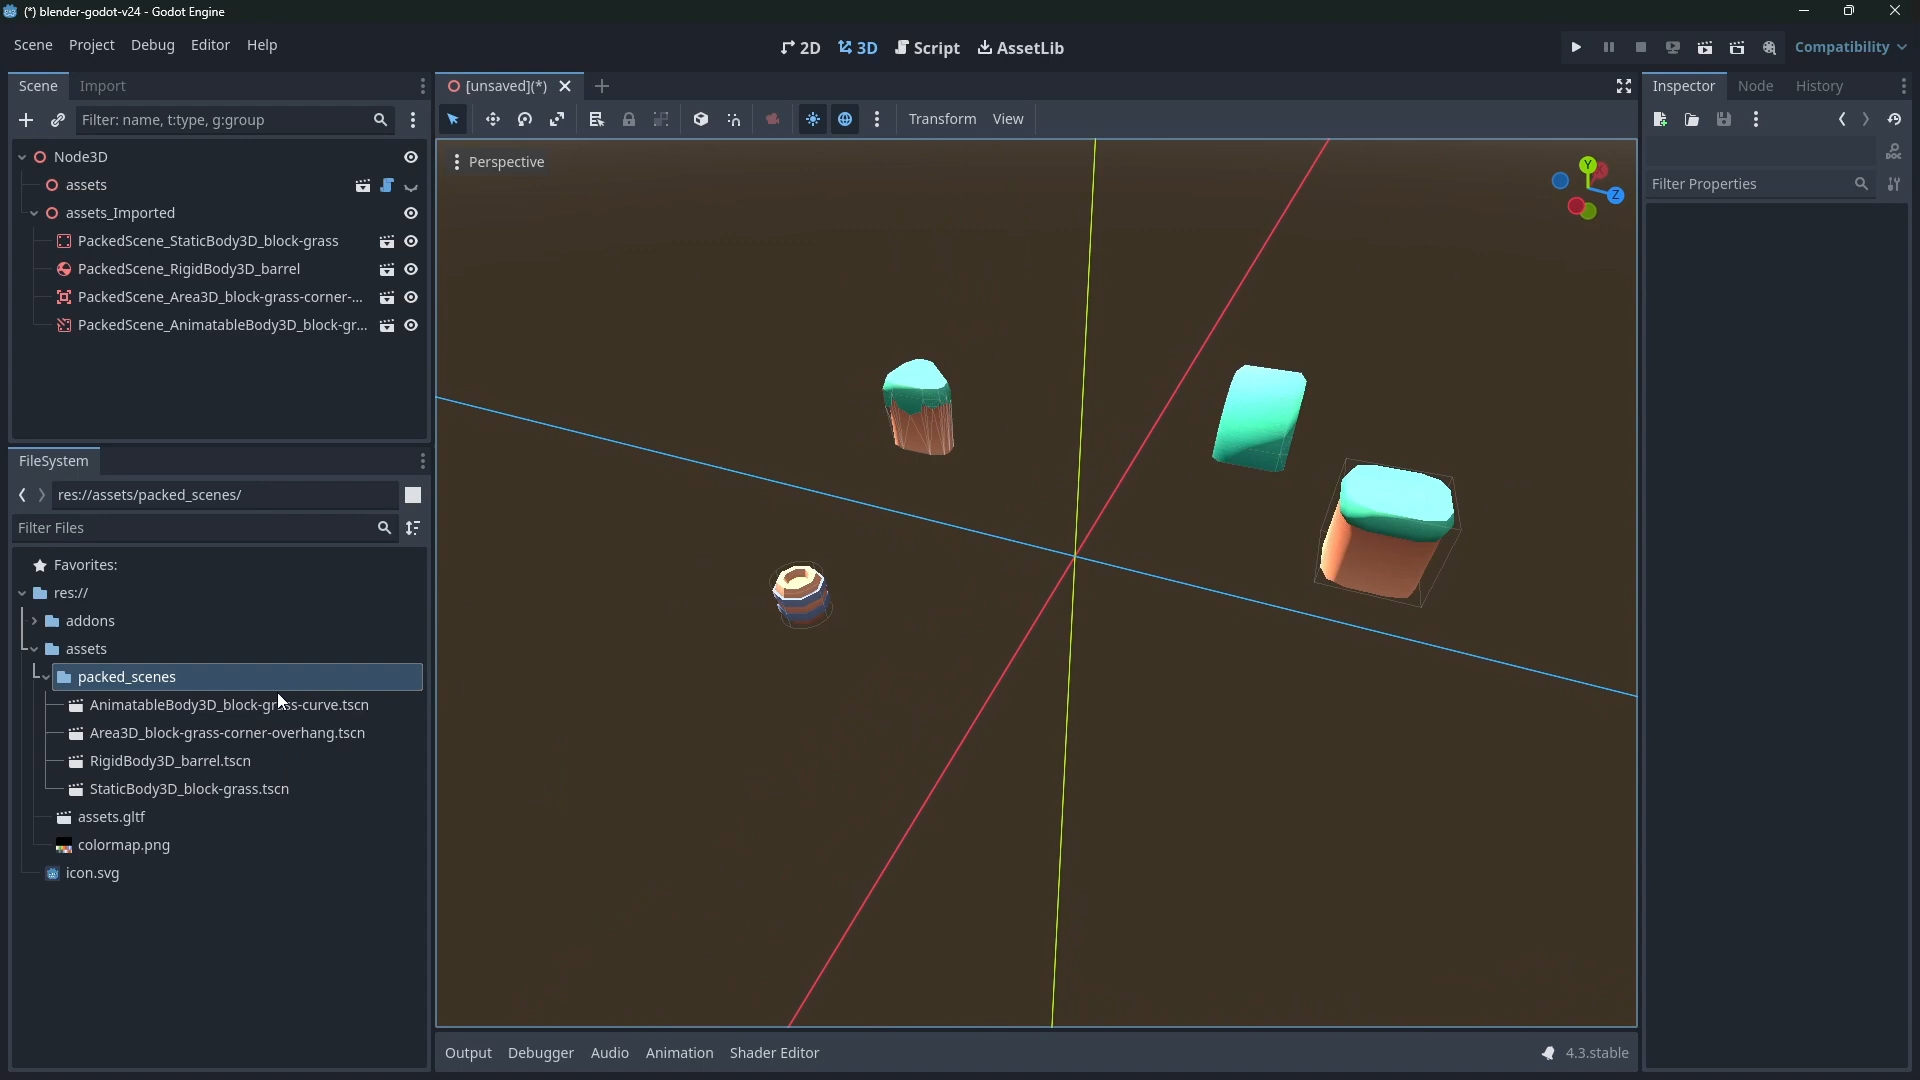 (*) blender-godot-v24 - Godot Engine
Scene Project Debug Editor Help
2D 3D Script AssetLib
Compatibility
Scene Import
[unsaved](*)
Inspector Node History
Filter: name, t:type, g:group
Transform View
Node3D
assets
assets_Imported
PackedScene_StaticBody3D_block-grass
PackedScene_RigidBody3D_barrel
PackedScene_Area3D_block-grass-corner-...
PackedScene_AnimatableBody3D_block-gr...
Perspective
Y
Z
DOC
Filter Properties
FileSystem
res://assets/packed_scenes/
Filter Files
Favorites:
res://
addons
assets
packed_scenes
AnimatableBody3D_block-grass-curve.tscn
Area3D_block-grass-corner-overhang.tscn
RigidBody3D_barrel.tscn
StaticBody3D_block-grass.tscn
assets.gltf
colormap.png
icon.svg
Output Debugger Audio Animation Shader Editor
4.3.stable